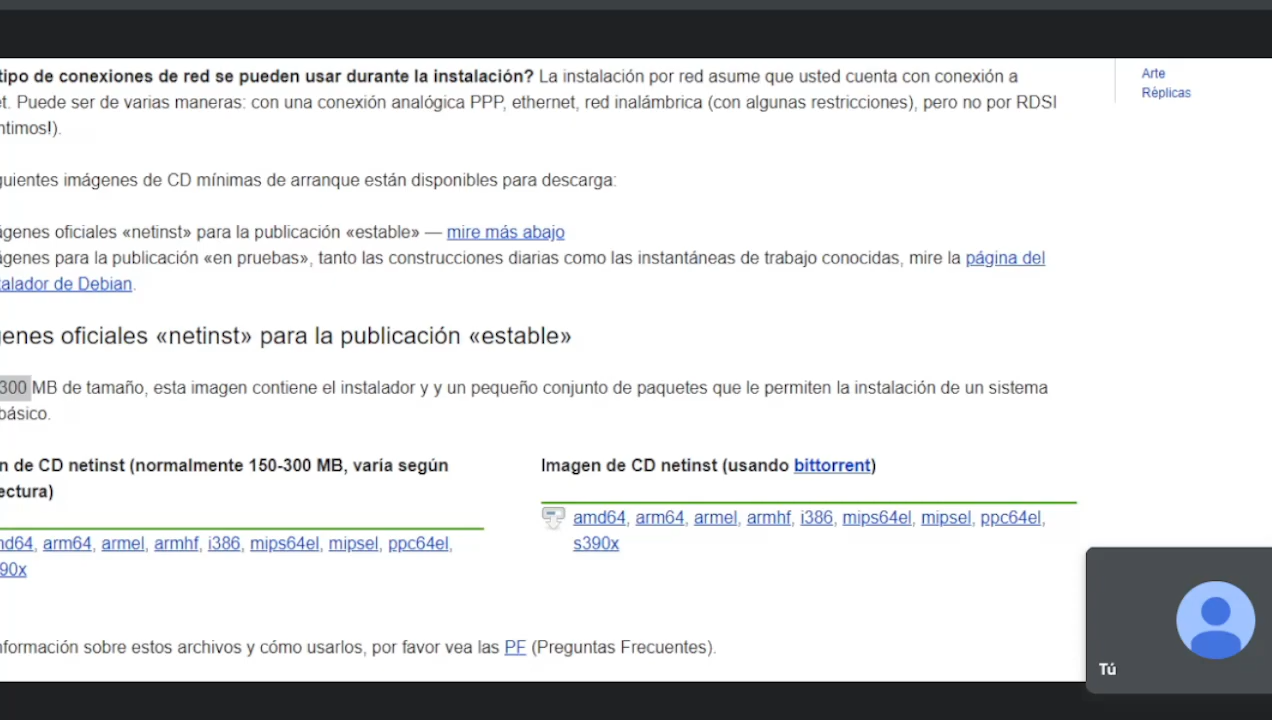 tipo de conexiones de red se pueden usar durante la instalación? La instalación por red asume que usted cuenta con conexión a
et. Puede ser de varias maneras: con una conexión analógica PPP, ethernet, red inalámbrica (con algunas restricciones), pero no por RDSI
ntimos!).
guientes imágenes de CD mínimas de arranque están disponibles para descarga:
ágenes oficiales «netinst» para la publicación «estable» — mire más abajo
ágenes para la publicación «en pruebas», tanto las construcciones diarias como las instantáneas de trabajo conocidas, mire la página del
talador de Debian.
genes oficiales «netinst» para la publicación «estable»
300 MB de tamaño, esta imagen contiene el instalador y y un pequeño conjunto de paquetes que le permiten la instalación de un sistema
básico.
n de CD netinst (normalmente 150-300 MB, varía según
ectura)
nd64, arm64, armel, armhf, i386, mips64el, mipsel, ppc64el,
90x
Imagen de CD netinst (usando bittorrent)
amd64, arm64, armel, armhf, i386, mips64el, mipsel, ppc64el,
s390x
nformación sobre estos archivos y cómo usarlos, por favor vea las PF (Preguntas Frecuentes).
Arte
Réplicas
Tú